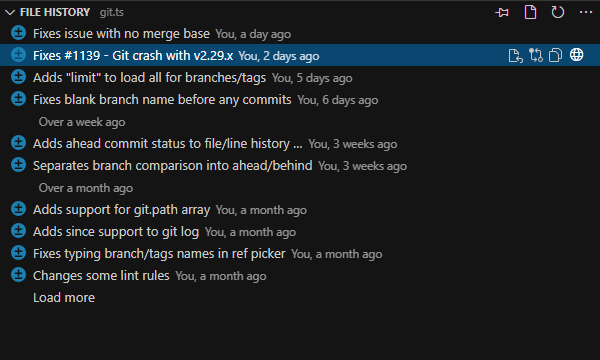 FILE HISTORY git.ts
Fixes issue with no merge base You, a day ago
Fixes #1139 - Git crash with v2.29.x You, 2 days ago
Adds "limit" to load all for branches/tags You, 5 days ago
Fixes blank branch name before any commits You, 6 days ago
Over a week ago
Adds ahead commit status to file/line history ... You, 3 weeks ago
Separates branch comparison into ahead/behind You, 3 weeks ago
Over a month ago
Adds support for git.path array You, a month ago
Adds since support to git log You, a month ago
Fixes typing branch/tags names in ref picker You, a month ago
Changes some lint rules You, a month ago
Load more